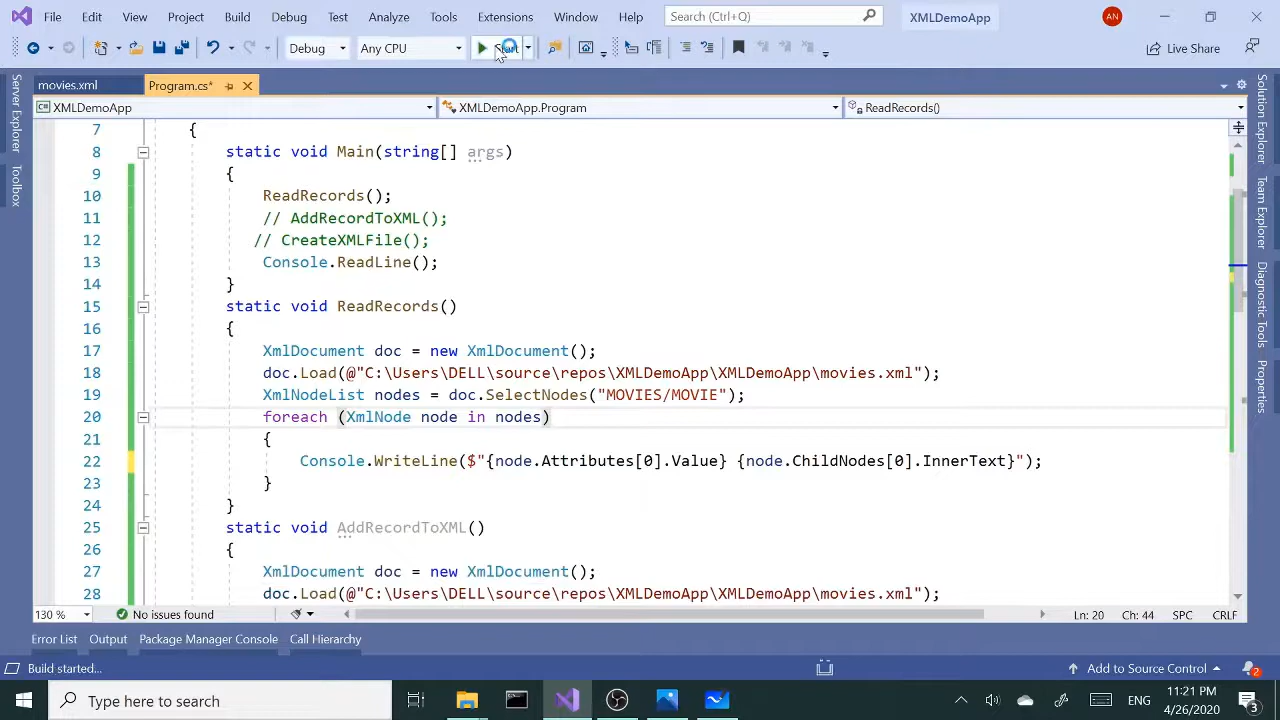 File Edit View Git Project Build Debug Test Analyze Tools Extensions Window Help Search (Ctrl+Q) XMLDemoApp AN
Debug Any CPU Start Live Share
movies.xml Program.cs*
XMLDemoApp XMLDemoApp.Program ReadRecords()
Server Explorer
Toolbox
7 {
8 static void Main(string[] args)
9 {
10 ReadRecords();
11 // AddRecordToXML();
12 // CreateXMLFile();
13 Console.ReadLine();
14 }
15 static void ReadRecords()
16 {
17 XmlDocument doc = new XmlDocument();
18 doc.Load(@"C:\Users\DELL\source\repos\XMLDemoApp\XMLDemoApp\movies.xml");
19 XmlNodeList nodes = doc.SelectNodes("MOVIES/MOVIE");
20 foreach (XmlNode node in nodes)
21 {
22 Console.WriteLine($"{node.Attributes[0].Value} {node.ChildNodes[0].InnerText}");
23 }
24 }
25 static void AddRecordToXML()
26 {
27 XmlDocument doc = new XmlDocument();
28 doc.Load(@"C:\Users\DELL\source\repos\XMLDemoApp\XMLDemoApp\movies.xml");
Solution Explorer
Team Explorer
Diagnostic Tools
Properties
130 % No issues found Ln: 20 Ch: 44 SPC CRLF
Error List Output Package Manager Console Call Hierarchy
Build started... Add to Source Control 2
Type here to search ENG 11:21 PM
4/26/2020 3